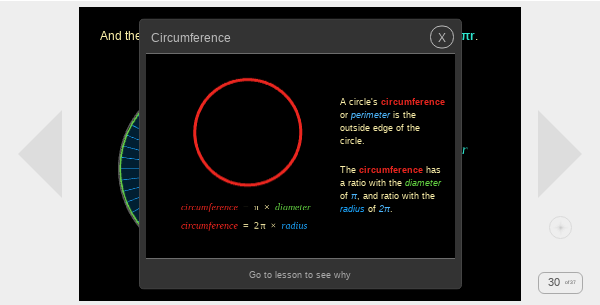 And the
πr.
Circumference
X
A circle's circumference
or perimeter is the
outside edge of the
circle.
r
The circumference has
a ratio with the diameter
of π, and ratio with the
radius of 2π.
circumference = π × diameter
circumference = 2π × radius
Go to lesson to see why
30 of 37